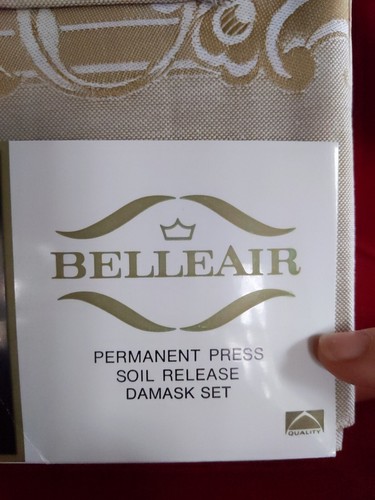 BELLEAIR
PERMANENT PRESS
SOIL RELEASE
DAMASK SET
QUALITY